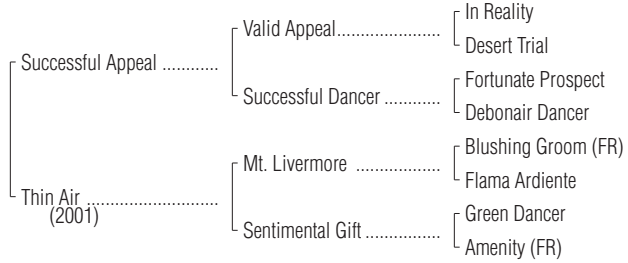 In Reality
Valid Appeal.................
Desert Trial
Successful Appeal ............
Fortunate Prospect
Successful Dancer ............
Debonair Dancer
Blushing Groom (FR)
Mt. Livermore ..................
Flama Ardiente
Thin Air ............................
(2001)
Green Dancer
Sentimental Gift ................
Amenity (FR)